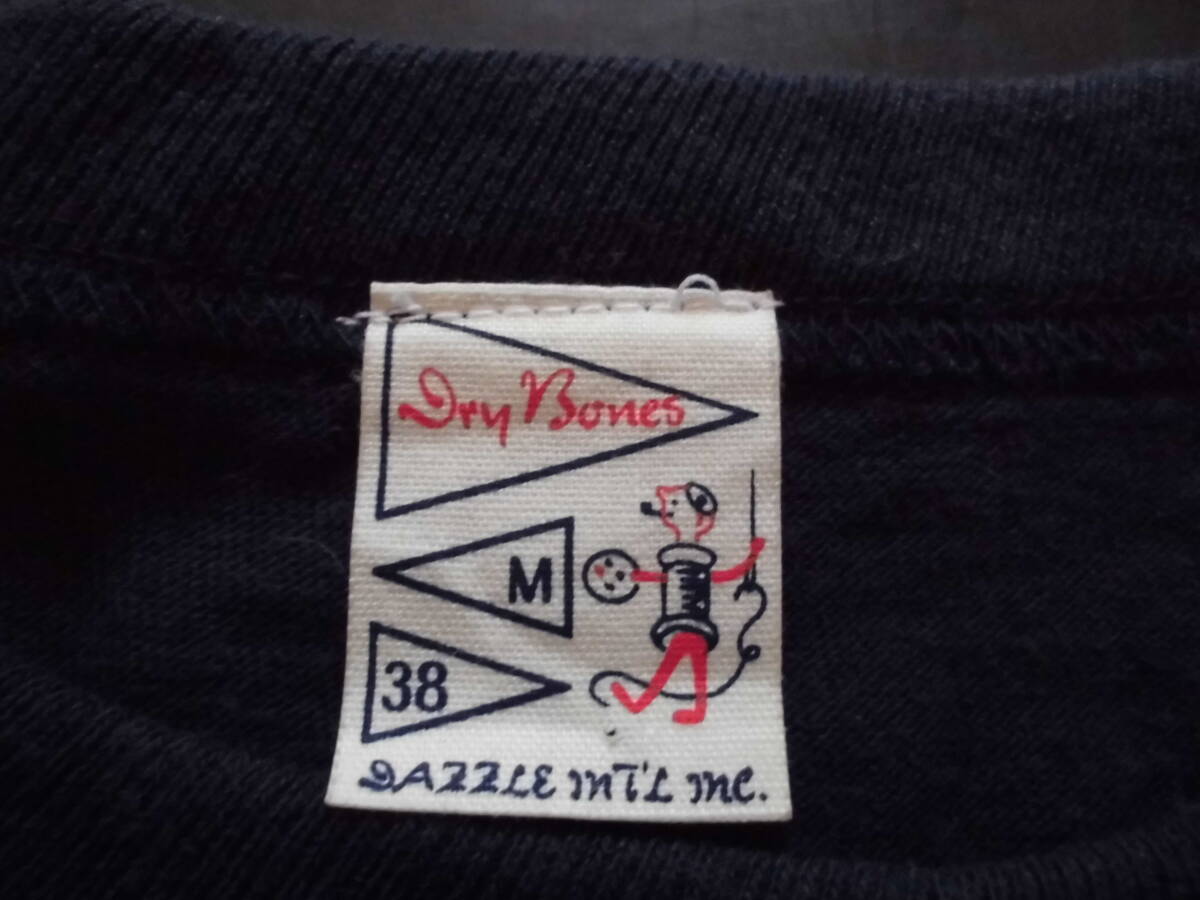 Dry Bones
M
38
DAZZLE INT'L INC.